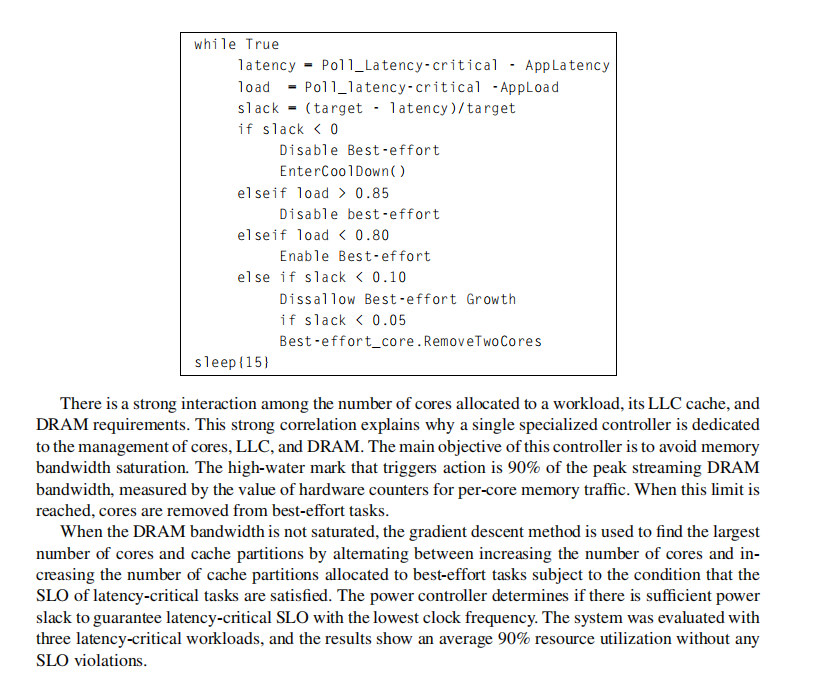 while True
latency = Poll_Latency-critical - AppLatency
load = Poll_latency-critical -AppLoad
slack = (target - latency)/target
if slack < 0
Disable Best-effort
EnterCoolDown()
elseif load > 0.85
Disable best-effort
elseif load < 0.80
Enable Best-effort
else if slack < 0.10
Dissallow Best-effort Growth
if slack < 0.05
Best-effort_core.RemoveTwoCores
sleep{15}
There is a strong interaction among the number of cores allocated to a workload, its LLC cache, and
DRAM requirements. This strong correlation explains why a single specialized controller is dedicated
to the management of cores, LLC, and DRAM. The main objective of this controller is to avoid memory
bandwidth saturation. The high-water mark that triggers action is 90% of the peak streaming DRAM
bandwidth, measured by the value of hardware counters for per-core memory traffic. When this limit is
reached, cores are removed from best-effort tasks.
When the DRAM bandwidth is not saturated, the gradient descent method is used to find the largest
number of cores and cache partitions by alternating between increasing the number of cores and in-
creasing the number of cache partitions allocated to best-effort tasks subject to the condition that the
SLO of latency-critical tasks are satisfied. The power controller determines if there is sufficient power
slack to guarantee latency-critical SLO with the lowest clock frequency. The system was evaluated with
three latency-critical workloads, and the results show an average 90% resource utilization without any
SLO violations.